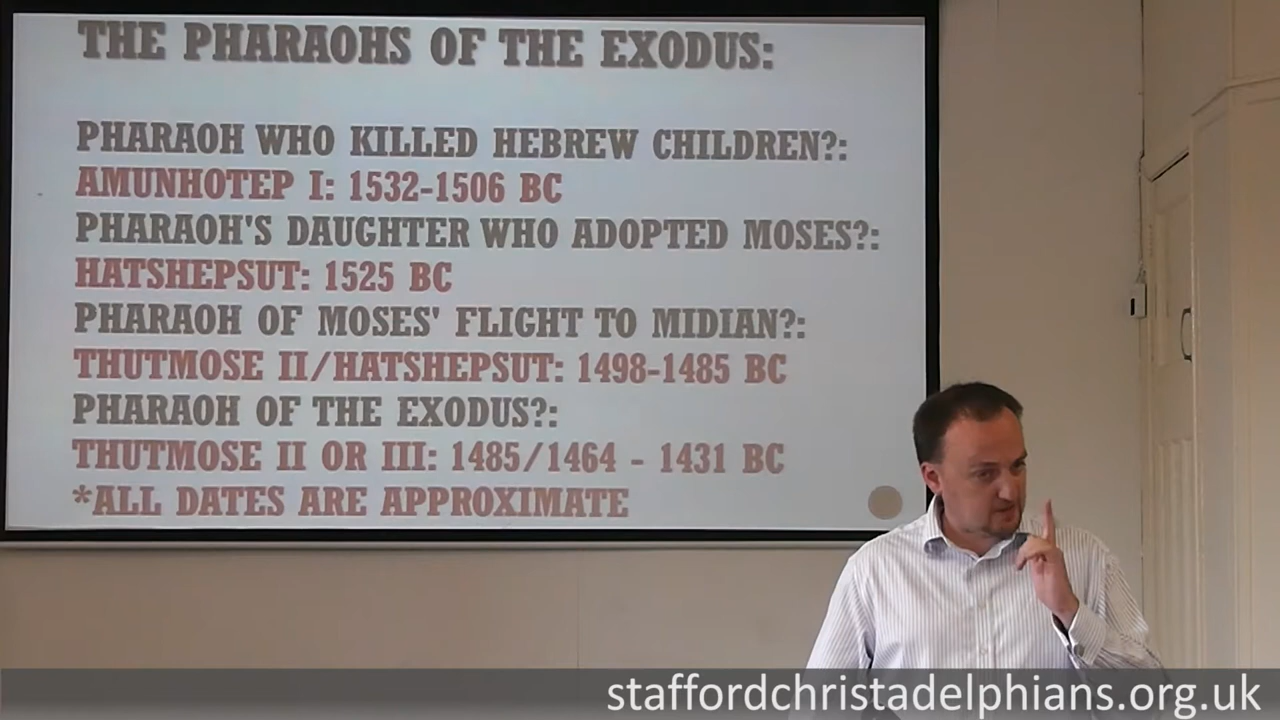 THE PHARAOHS OF THE EXODUS:
PHARAOH WHO KILLED HEBREW CHILDREN?:
AMUNHOTEP I: 1532-1506 BC
PHARAOH'S DAUGHTER WHO ADOPTED MOSES?:
HATSHEPSUT: 1525 BC
PHARAOH OF MOSES' FLIGHT TO MIDIAN?:
THUTMOSE II/HATSHEPSUT: 1498-1485 BC
PHARAOH OF THE EXODUS?:
THUTMOSE II OR III: 1485/1464 - 1431 BC
*ALL DATES ARE APPROXIMATE
staffordchristadelphians.org.uk